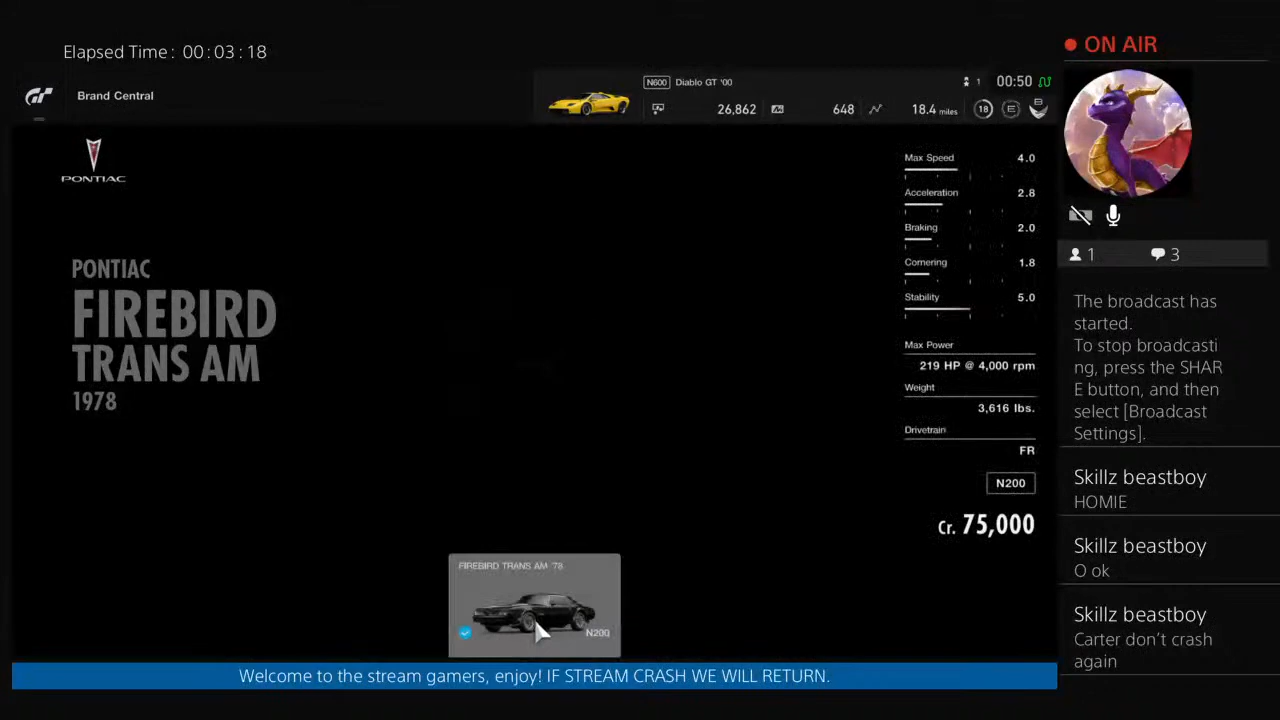 Elapsed Time: 00:03:18
ON AIR
GT
Brand Central
N600 Diablo GT '00
1 00:50
26,862 648 18.4 miles 18 E B
PONTIAC
PONTIAC
FIREBIRD
TRANS AM
1978
Max Speed 4.0
Acceleration 2.8
Braking 2.0
Cornering 1.8
Stability 5.0
Max Power
219 HP @ 4,000 rpm
Weight
3,616 lbs.
Drivetrain
FR
N200
Cr. 75,000
FIREBIRD TRANS AM '78
N200
Welcome to the stream gamers, enjoy! IF STREAM CRASH WE WILL RETURN.
1 3
The broadcast has
started.
To stop broadcasti
ng, press the SHAR
E button, and then
select [Broadcast
Settings].
Skillz beastboy
HOMIE
Skillz beastboy
O ok
Skillz beastboy
Carter don't crash
again